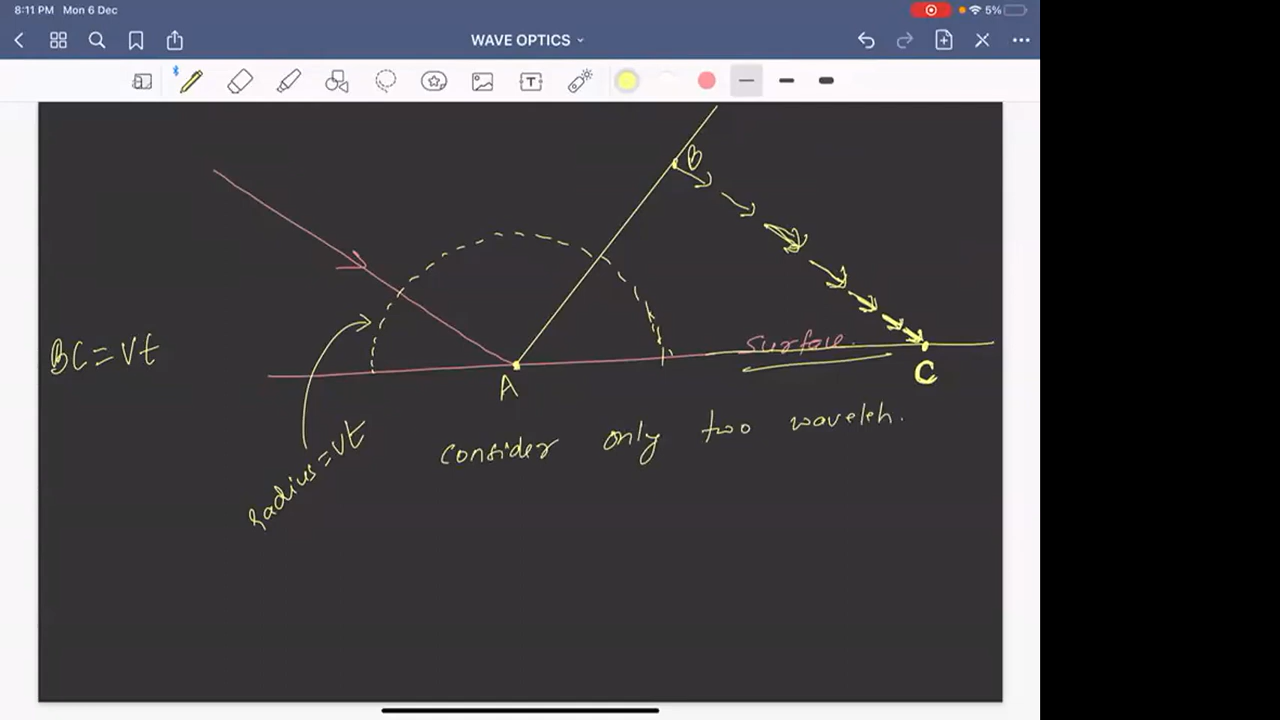 8:11 PM Mon 6 Dec
5%
WAVE OPTICS
T
B
surface.
BC = Vt
A
C
radius = vt
consider only two waveleh.